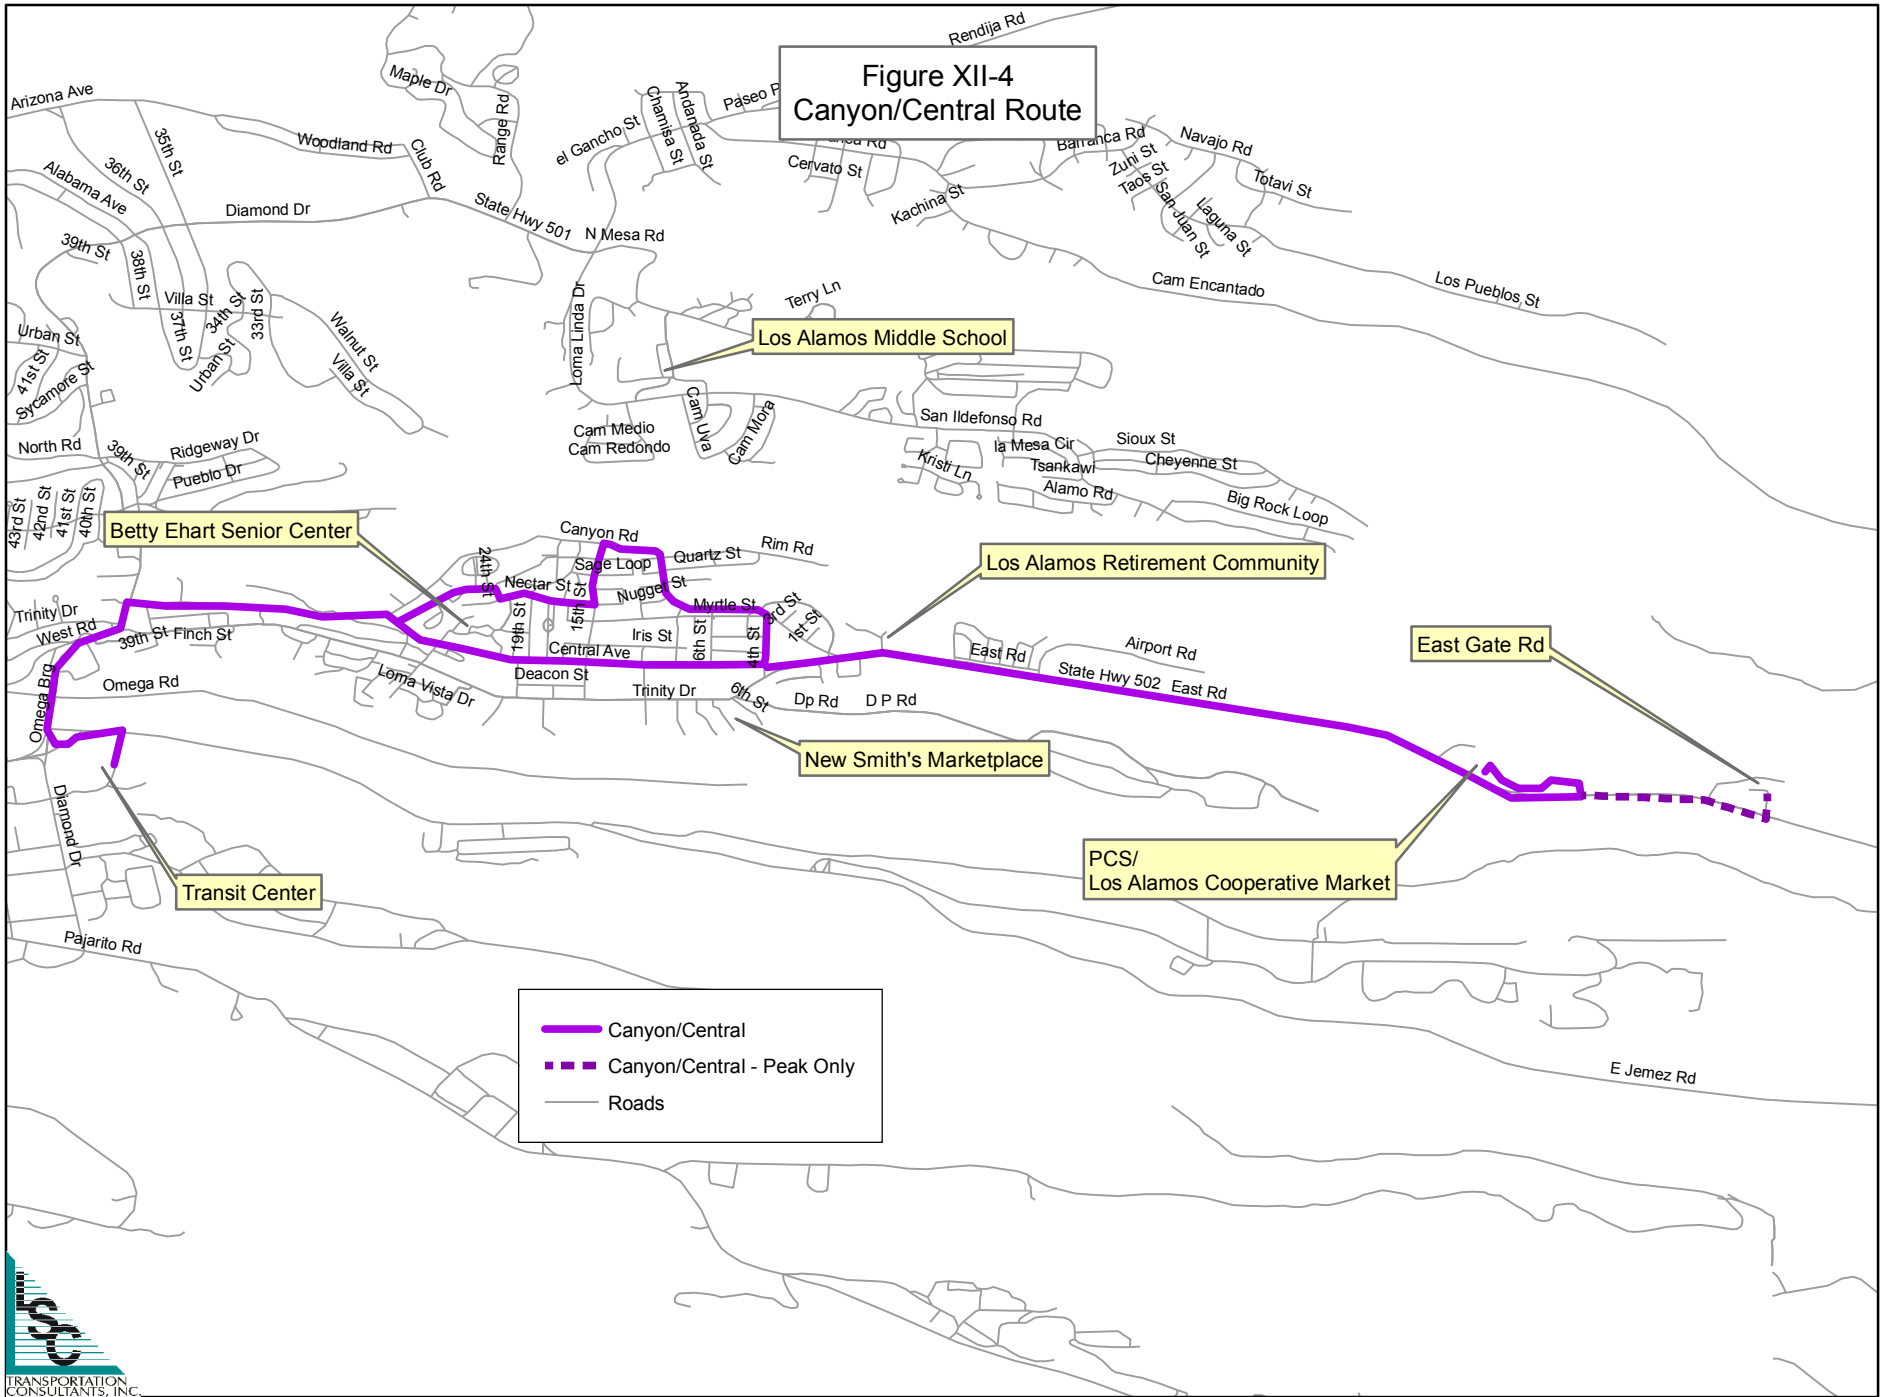 Rendija Rd
Figure XII-4
Canyon/Central Route
Maple Dr
Arizona Ave
Range Rd
Chamisa St
Andanada St
Paseo P
35th St
Woodland Rd
Club Rd
el Gancho St
Rd
Barranca Rd
Navajo Rd
Zuni St
Taos St
Totavi St
36th St
Alabama Ave
Cervato St
Kachina St
San Juan St
Laguna St
Diamond Dr
State Hwy 501
N Mesa Rd
39th St
38th St
Villa St
37th St
34th St
33rd St
Urban St
Walnut St
Villa St
Loma Linda Dr
Terry Ln
Cam Encantado
Los Pueblos St
Los Alamos Middle School
Urban St
41st St
Sycamore St
North Rd
39th St
Ridgeway Dr
Pueblo Dr
Cam Medio
Cam Redondo
Cam Uva
Cam Mora
San Ildefonso Rd
la Mesa Cir
Sioux St
Kristi Ln
Tsankawi
Cheyenne St
Alamo Rd
Big Rock Loop
43rd St
42nd St
41st St
40th St
Betty Ehart Senior Center
Canyon Rd
Quartz St
Rim Rd
Los Alamos Retirement Community
24th St
Sage Loop
Nectar St
Nugget St
Myrtle St
3rd St
1st St
Trinity Dr
West Rd
39th St
Finch St
19th St
15th St
Iris St
6th St
4th St
Central Ave
East Rd
Airport Rd
East Gate Rd
Omega Brg
Omega Rd
Loma Vista Dr
Deacon St
Trinity Dr
6th St
Dp Rd
D P Rd
State Hwy 502
East Rd
New Smith's Marketplace
Diamond Dr
Transit Center
PCS/
Los Alamos Cooperative Market
Pajarito Rd
Canyon/Central
Canyon/Central - Peak Only
Roads
E Jemez Rd
LSC
TRANSPORTATION
CONSULTANTS, INC.